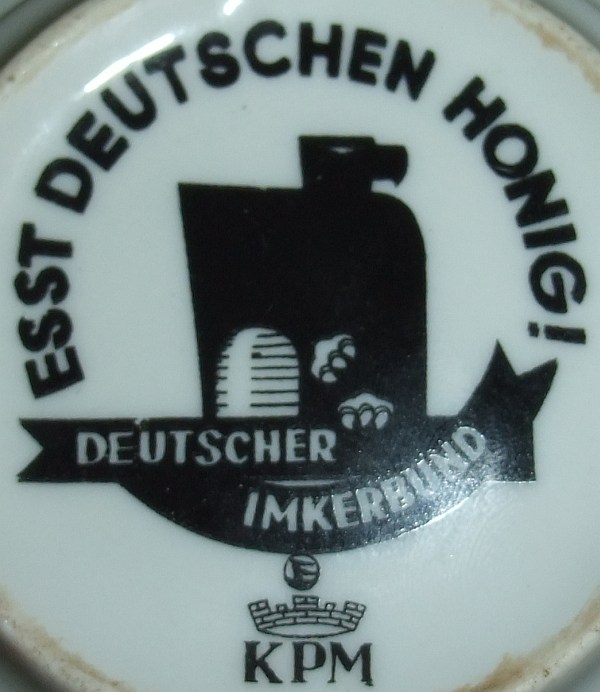 ESST DEUTSCHEN HONIG!
DEUTSCHER
IMKERBUND
KPM